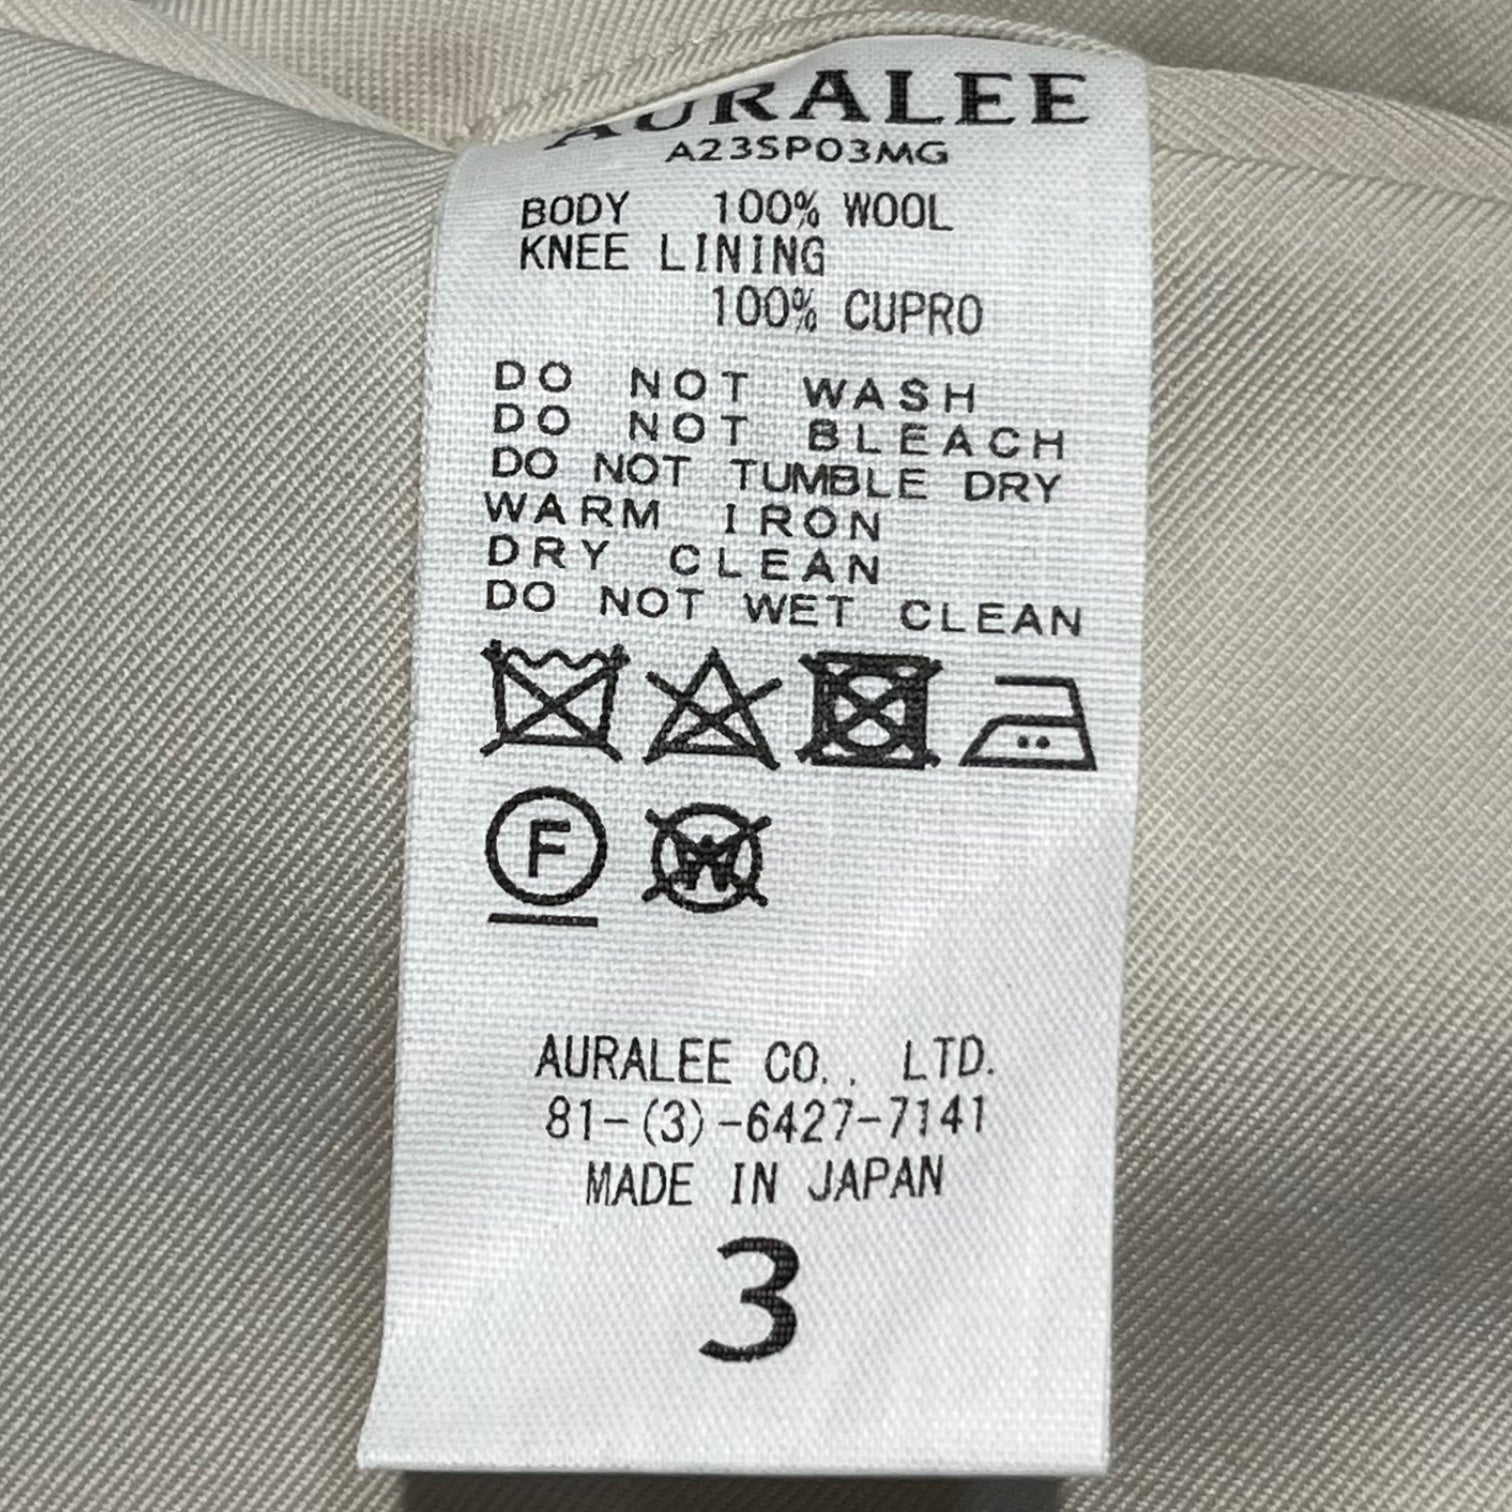 AURALEE
A23SP03MG
BODY 100% WOOL
KNEE LINING
100% CUPRO
DO NOT WASH
DO NOT BLEACH
DO NOT TUMBLE DRY
WARM IRON
DRY CLEAN
DO NOT WET CLEAN
F W
AURALEE CO., LTD.
81-(3)-6427-7141
MADE IN JAPAN
3